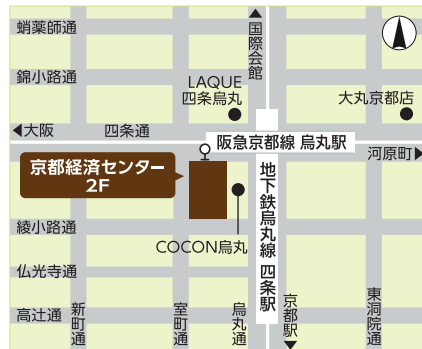 蛸薬師通
国際会館
錦小路通
LAQUE
四条烏丸
大丸京都店
大阪
四条通
阪急京都線 烏丸駅
河原町
京都経済センター
2F
地下鉄烏丸線 四条駅
綾小路通
COCON烏丸
仏光寺通
高辻通
新町通
室町通
烏丸通
京都駅
東洞院通